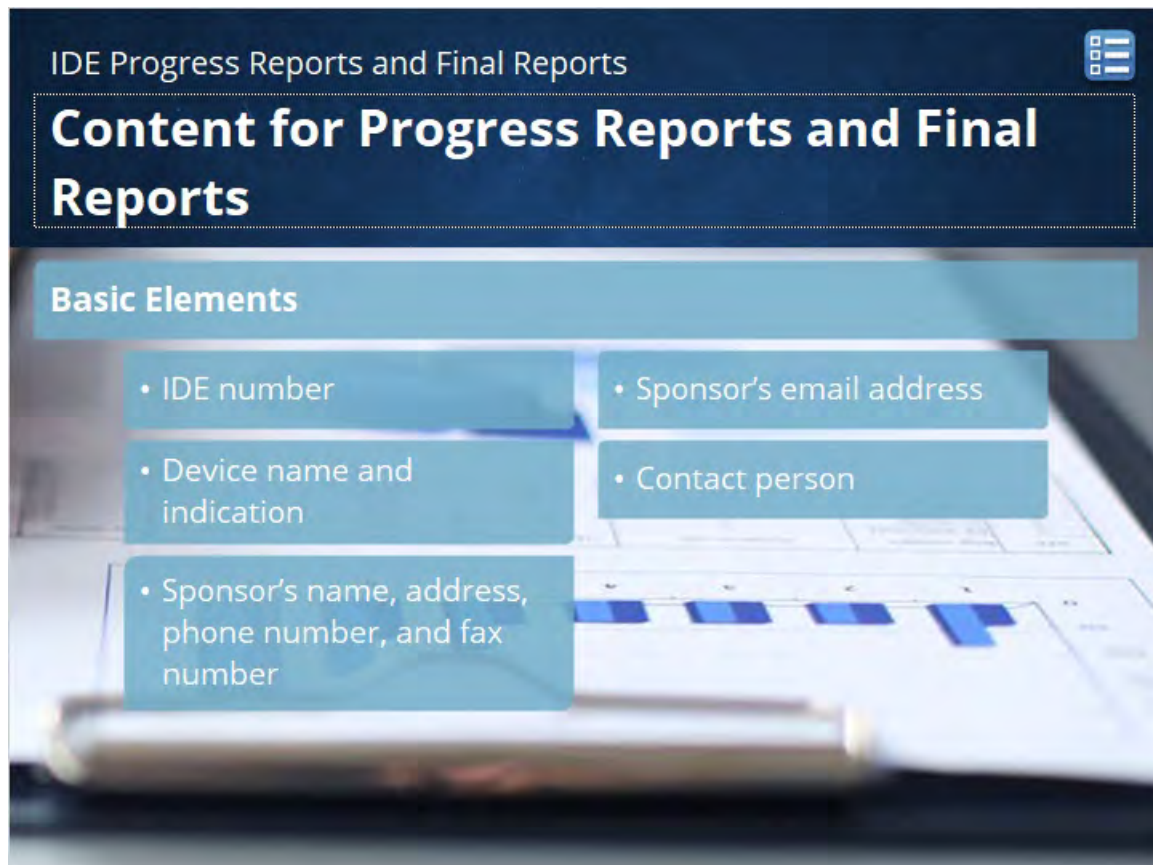 IDE Progress Reports and Final Reports
Content for Progress Reports and Final
Reports
Basic Elements
• IDE number
• Device name and
indication
• Sponsor’s name, address,
phone number, and fax
number
• Sponsor’s email address
• Contact person